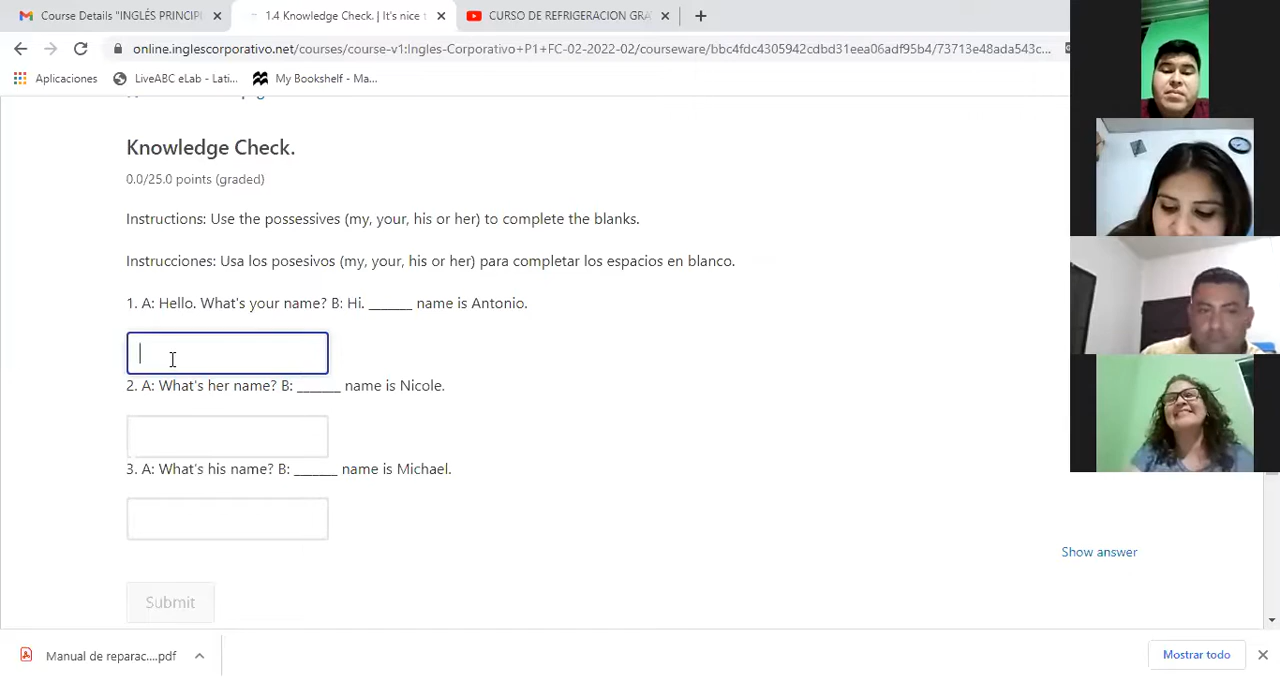 Course Details "INGLÉS PRINCIPI
1.4 Knowledge Check. | It's nice t
CURSO DE REFRIGERACION GRA
online.inglescorporativo.net/courses/course-v1:Ingles-Corporativo+P1+FC-02-2022-02/courseware/bbc4fdc4305942cdbd31eea06adf95b4/73713e48ada543c...
Aplicaciones
LiveABC eLab - Lati...
My Bookshelf - Ma...
Knowledge Check.
0.0/25.0 points (graded)
Instructions: Use the possessives (my, your, his or her) to complete the blanks.
Instrucciones: Usa los posesivos (my, your, his or her) para completar los espacios en blanco.
1. A: Hello. What's your name? B: Hi. ______ name is Antonio.
2. A: What's her name? B: ______ name is Nicole.
3. A: What's his name? B: ______ name is Michael.
Show answer
Submit
Manual de reparac....pdf
Mostrar todo